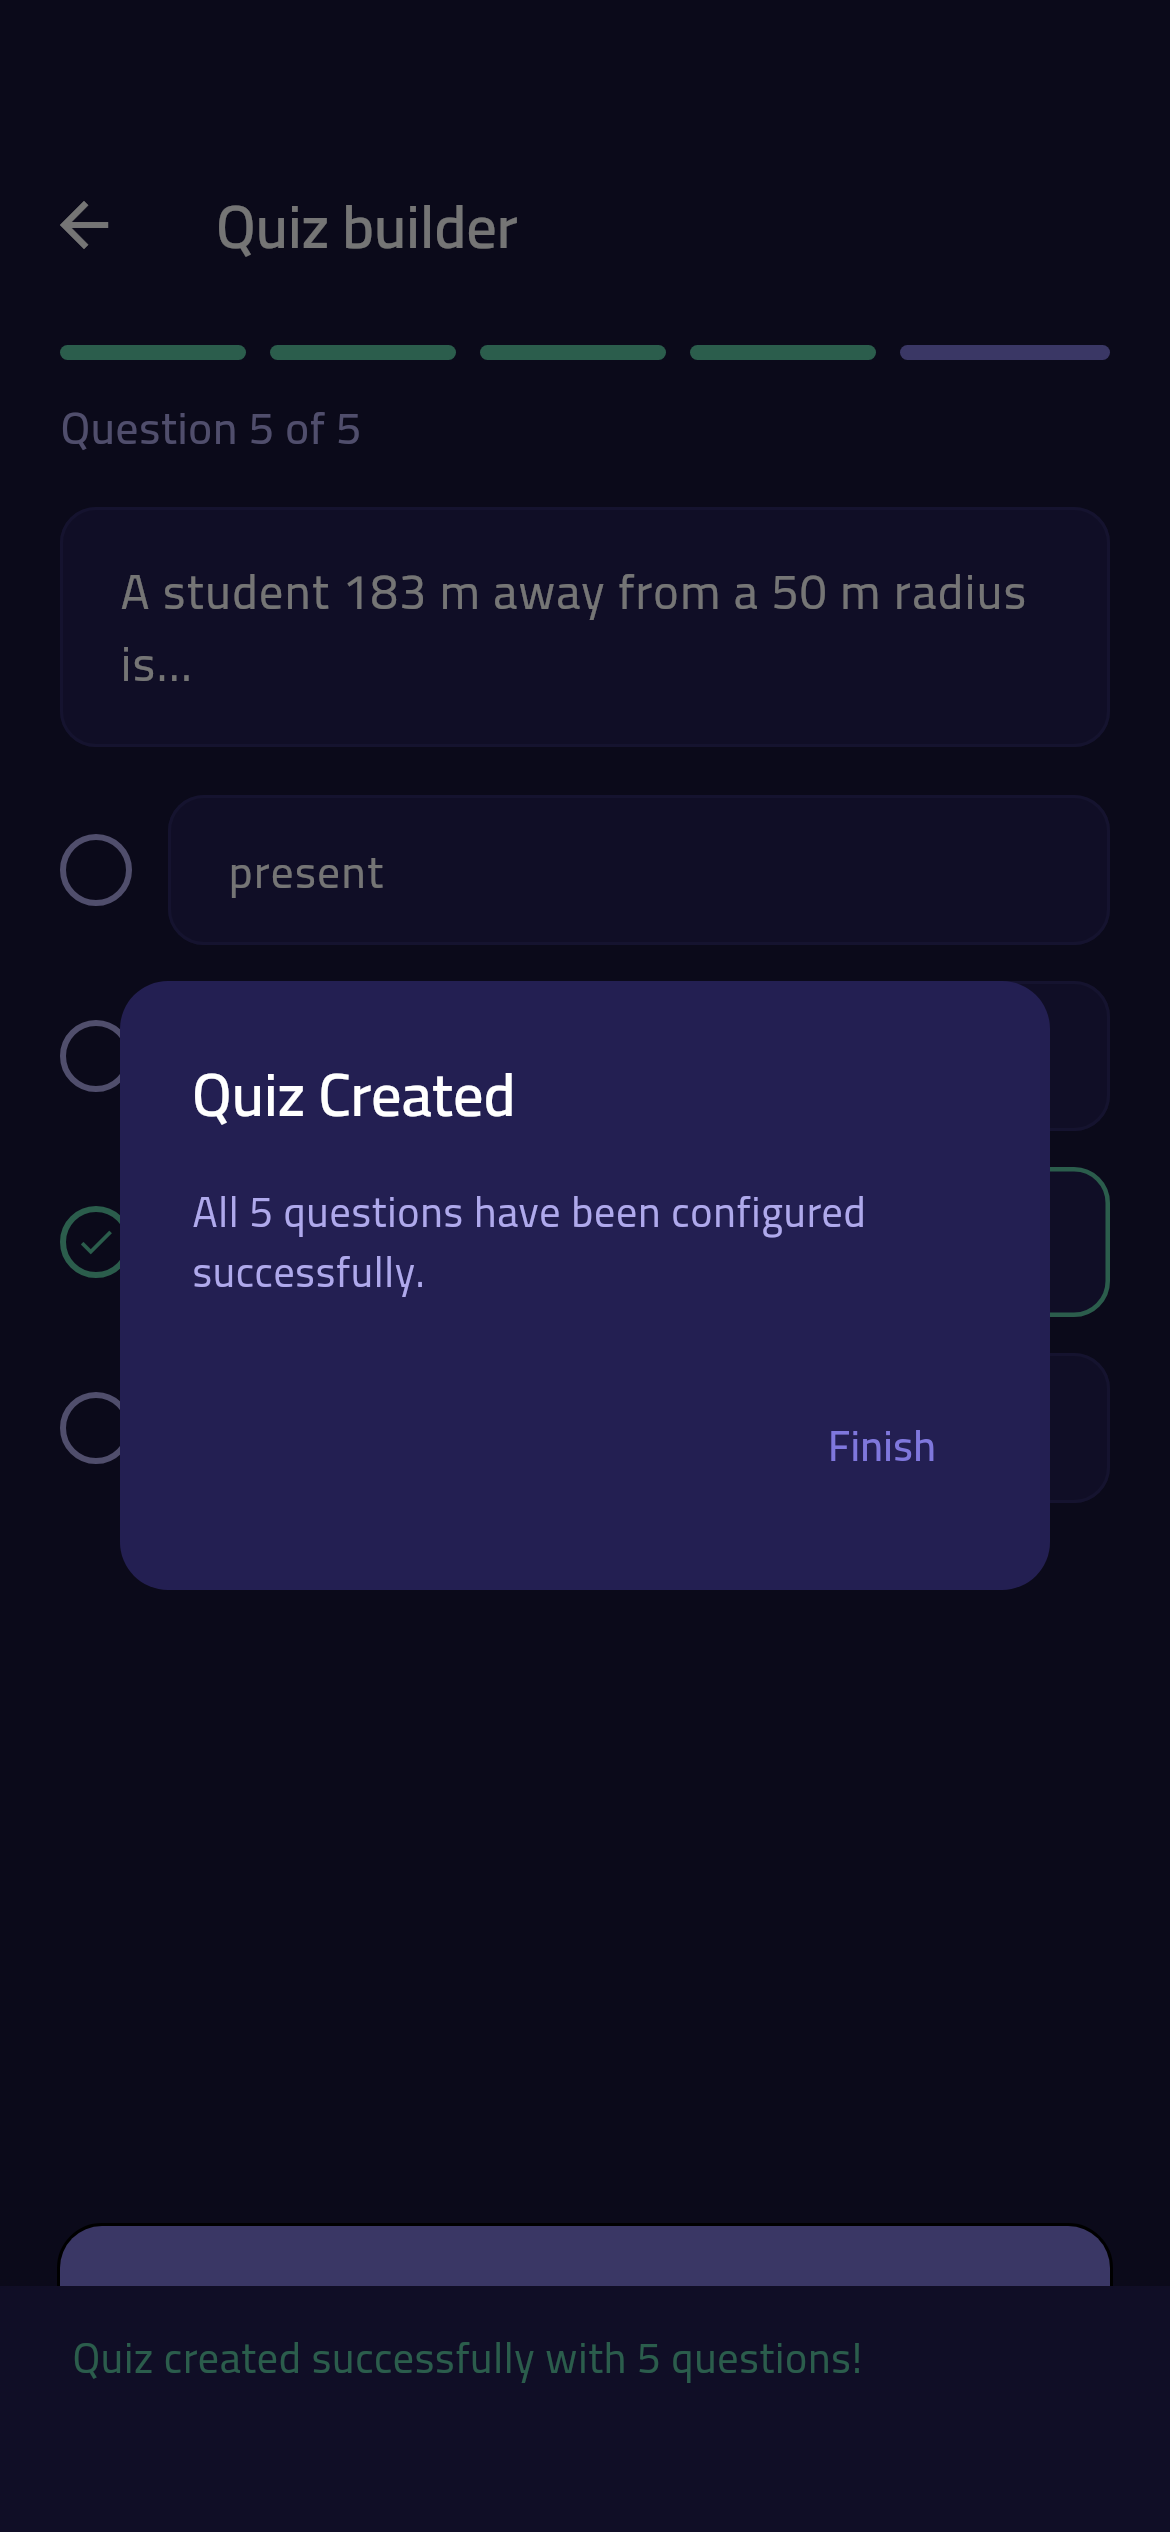 Quiz builder
Question 5 of 5
A student 183 m away from a 50 m radius
is...
present
Quiz Created
All 5 questions have been configured
successfully.
Finish
Quiz created successfully with 5 questions!